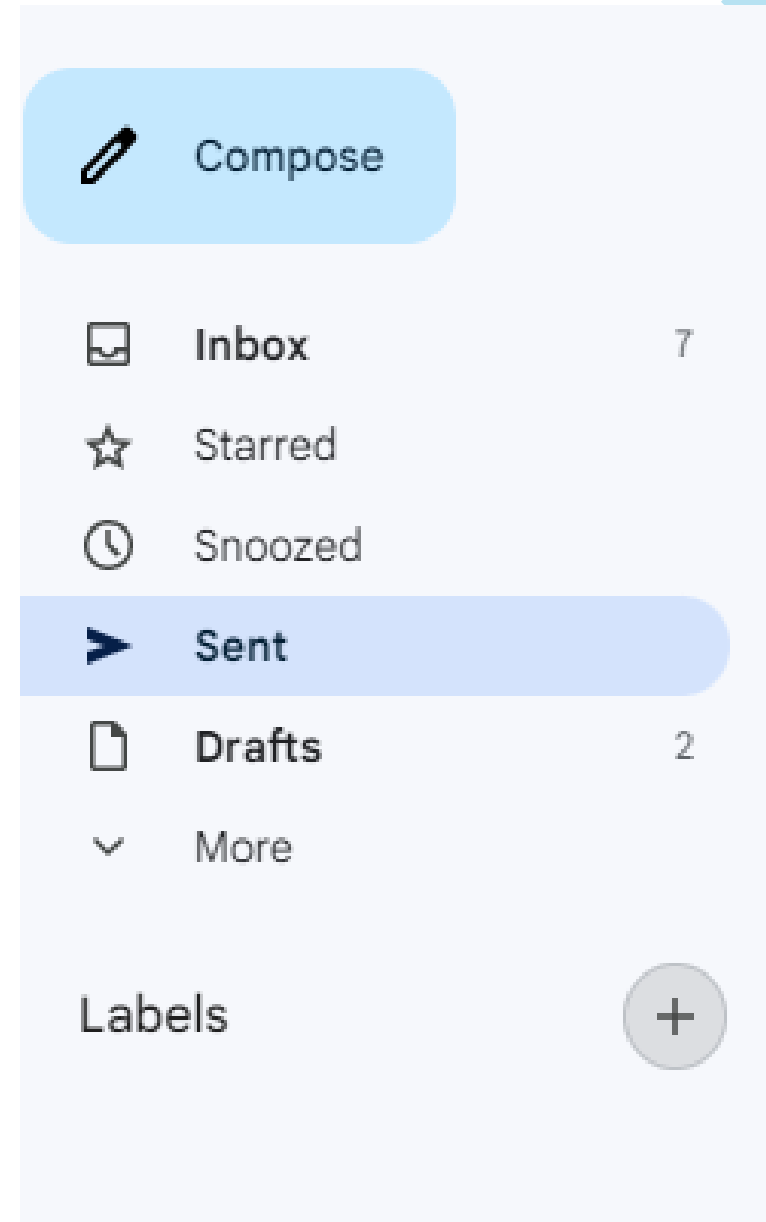 Compose
Inbox 7
Starred
Snoozed
Sent
Drafts 2
More
Labels +